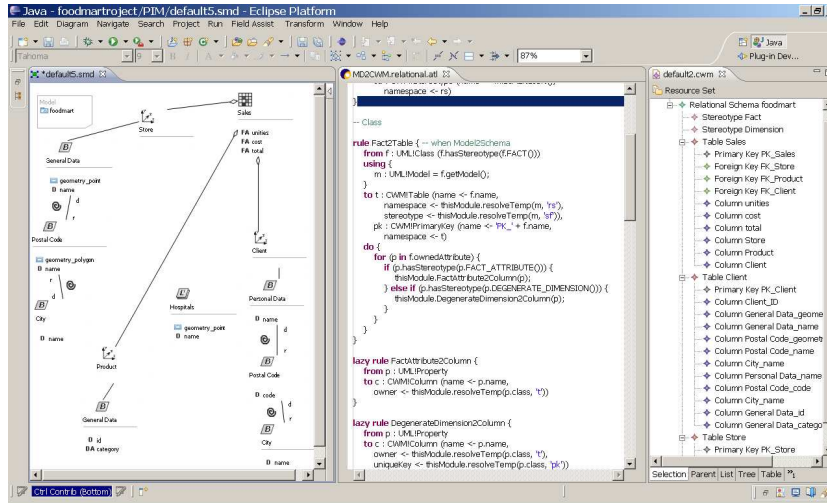 Java - foodmartroject/PIM/default5.smd - Eclipse Platform
File Edit Diagram Navigate Search Project Run Field Assist Transform Window Help
Java
Tahoma 9 87%
Plug-in Dev...
*default5.smd
Model
foodmart
Sales
Store
FA unities
FA cost
FA total
General Data
geometry_point
D name
d
r
Postal Code
Client
geometry_polygon
D name
r
d
City
D name
Hospitals
geometry_point
D name
Personal Data
D name
d
r
Postal Code
Product
D code
d
r
General Data
City
D id
DA category
D name
MD2CWM.relational.atl
namespace <- rs)
}
-- Class
rule Fact2Table { -- when Model2Schema
from f : UML!Class (f.hasStereotype(f.FACT()))
using {
m : UML!Model = f.getModel();
}
to t : CWM!Table (name <- f.name,
namespace <- thisModule.resolveTemp(m, 'rs'),
stereotype <- thisModule.resolveTemp(m, 'sf')),
pk : CWM!PrimaryKey (name <- 'PK_' + f.name,
namespace <- t)
do {
for (p in f.ownedAttribute) {
if (p.hasStereotype(p.FACT_ATTRIBUTE())) {
thisModule.FactAttribute2Column(p);
} else if (p.hasStereotype(p.DEGENERATE_DIMENSION())) {
thisModule.DegenerateDimension2Column(p);
}
}
}
}
lazy rule FactAttribute2Column {
from p : UML!Property
to c : CWM!Column (name <- p.name,
owner <- thisModule.resolveTemp(p.class, 't'))
}
lazy rule DegenerateDimension2Column {
from p : UML!Property
to c : CWM!Column (name <- p.name,
owner <- thisModule.resolveTemp(p.class, 't'),
uniqueKey <- thisModule.resolveTemp(p.class, 'pk'))
default2.cwm
Resource Set
Relational Schema foodmart
Stereotype Fact
Stereotype Dimension
Table Sales
Primary Key PK_Sales
Foreign Key FK_Store
Foreign Key FK_Product
Foreign Key FK_Client
Column unities
Column cost
Column total
Column Store
Column Product
Column Client
Table Client
Primary Key PK_Client
Column Client_ID
Column General Data_geome
Column General Data_name
Column Postal Code_geometr
Column Postal Code_name
Column City_name
Column Personal Data_name
Column Postal Code_code
Column City_name
Column General Data_id
Column General Data_catego
Table Store
Primary Key PK_Store
Selection Parent List Tree Table
Ctrl Contrib (Bottom)